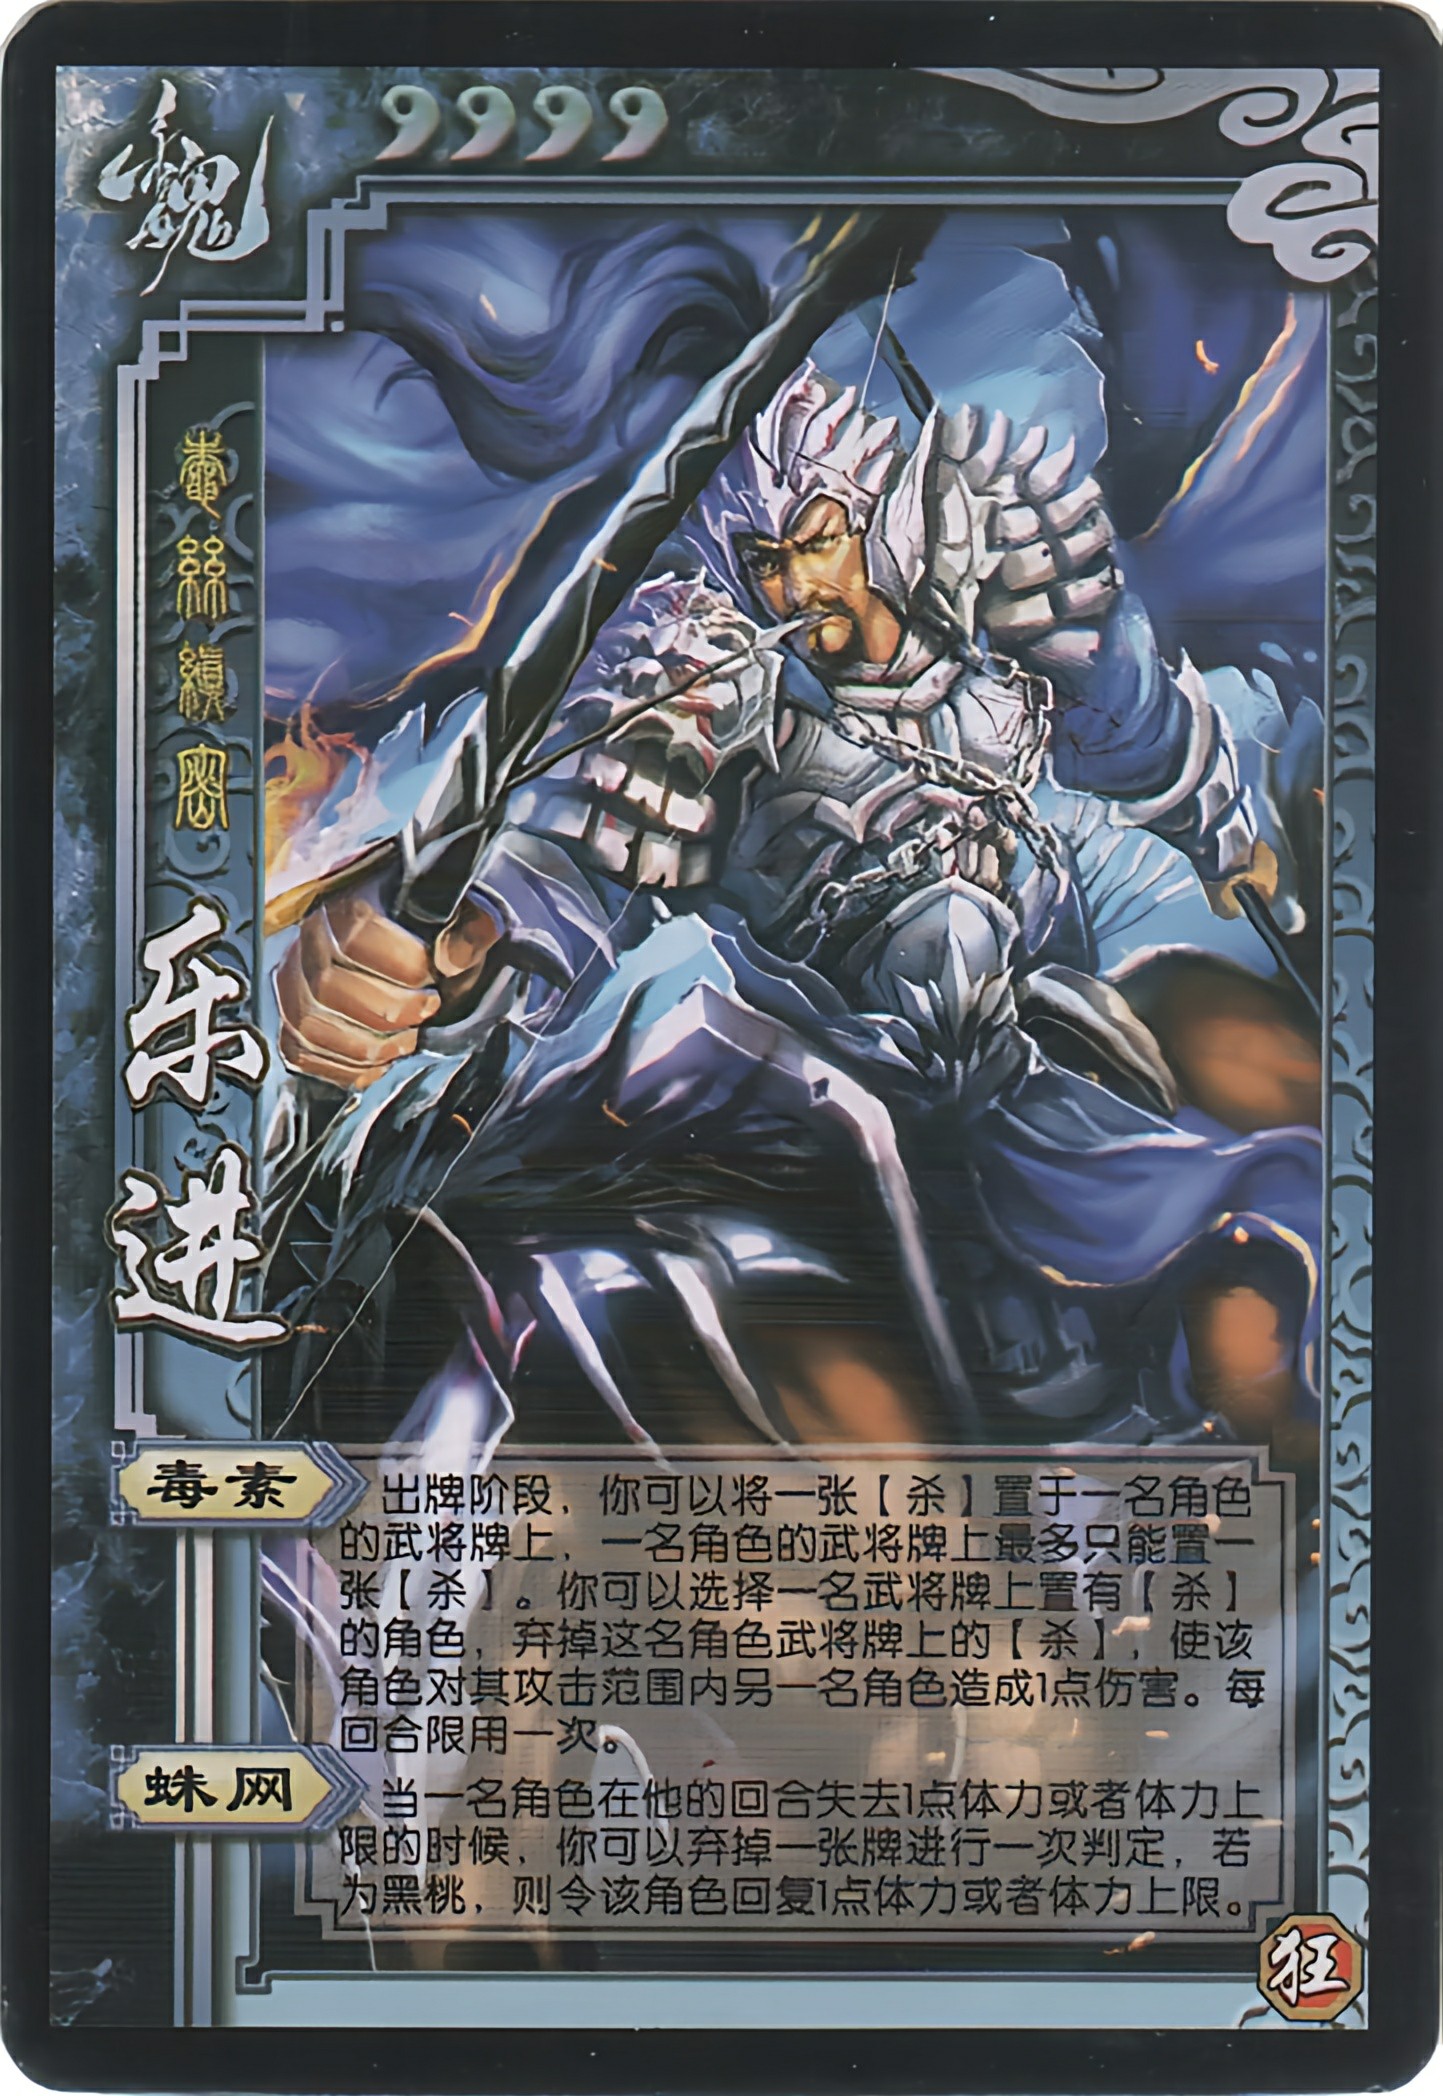 魏
毒絲縝密
乐进
毒素
出牌阶段，你可以将一张【杀】置于一名角色
的武将牌上，一名角色的武将牌上最多只能置一
张【杀】。你可以选择一名武将牌上置有【杀】
的角色，弃掉这名角色武将牌上的【杀】，使该
角色对其攻击范围内另一名角色造成1点伤害。每
回合限用一次。
蛛网
当一名角色在他的回合失去1点体力或者体力上
限的时候，你可以弃掉一张牌进行一次判定，若
为黑桃，则令该角色回复1点体力或者体力上限。
狂